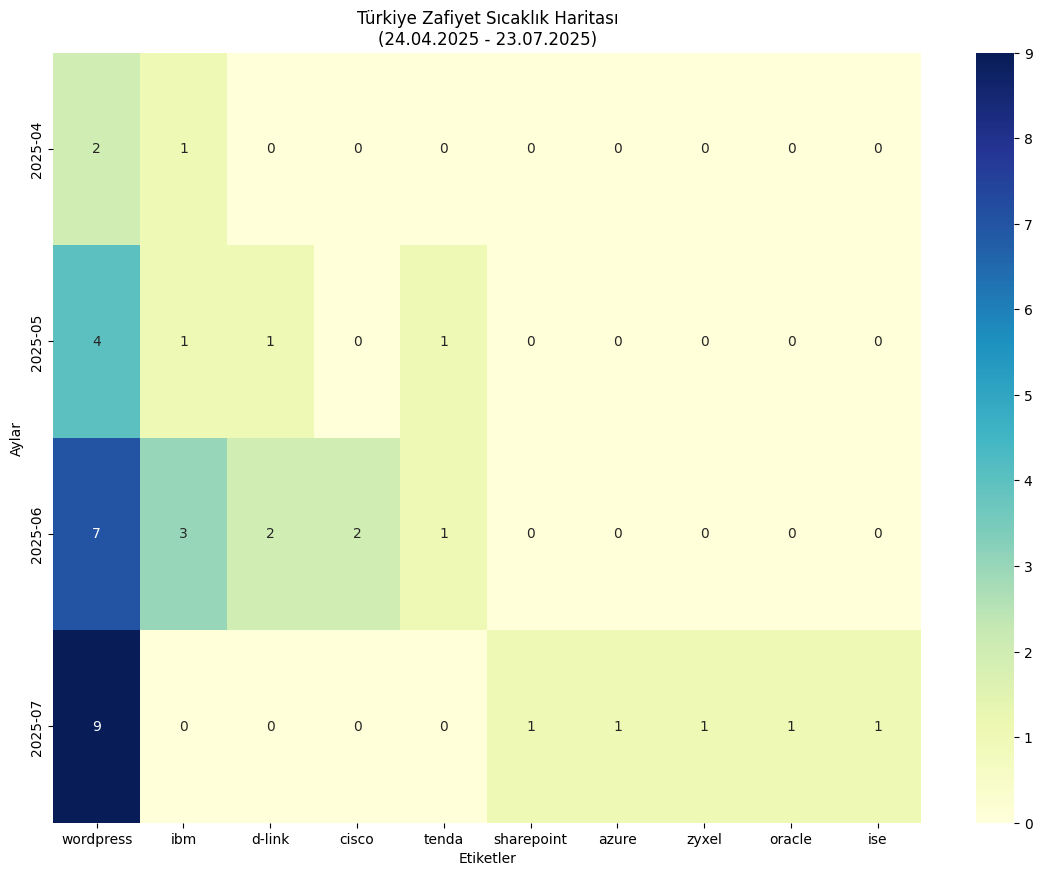 Türkiye Zafiyet Sıcaklık Haritası
(24.04.2025 - 23.07.2025)
2025-04
2 1 0 0 0 0 0 0 0 0
2025-05
4 1 1 0 1 0 0 0 0 0
2025-06
7 3 2 2 1 0 0 0 0 0
2025-07
9 0 0 0 0 1 1 1 1 1
Aylar
wordpress ibm d-link cisco tenda sharepoint azure zyxel oracle ise
Etiketler
9
8
7
6
5
4
3
2
1
0